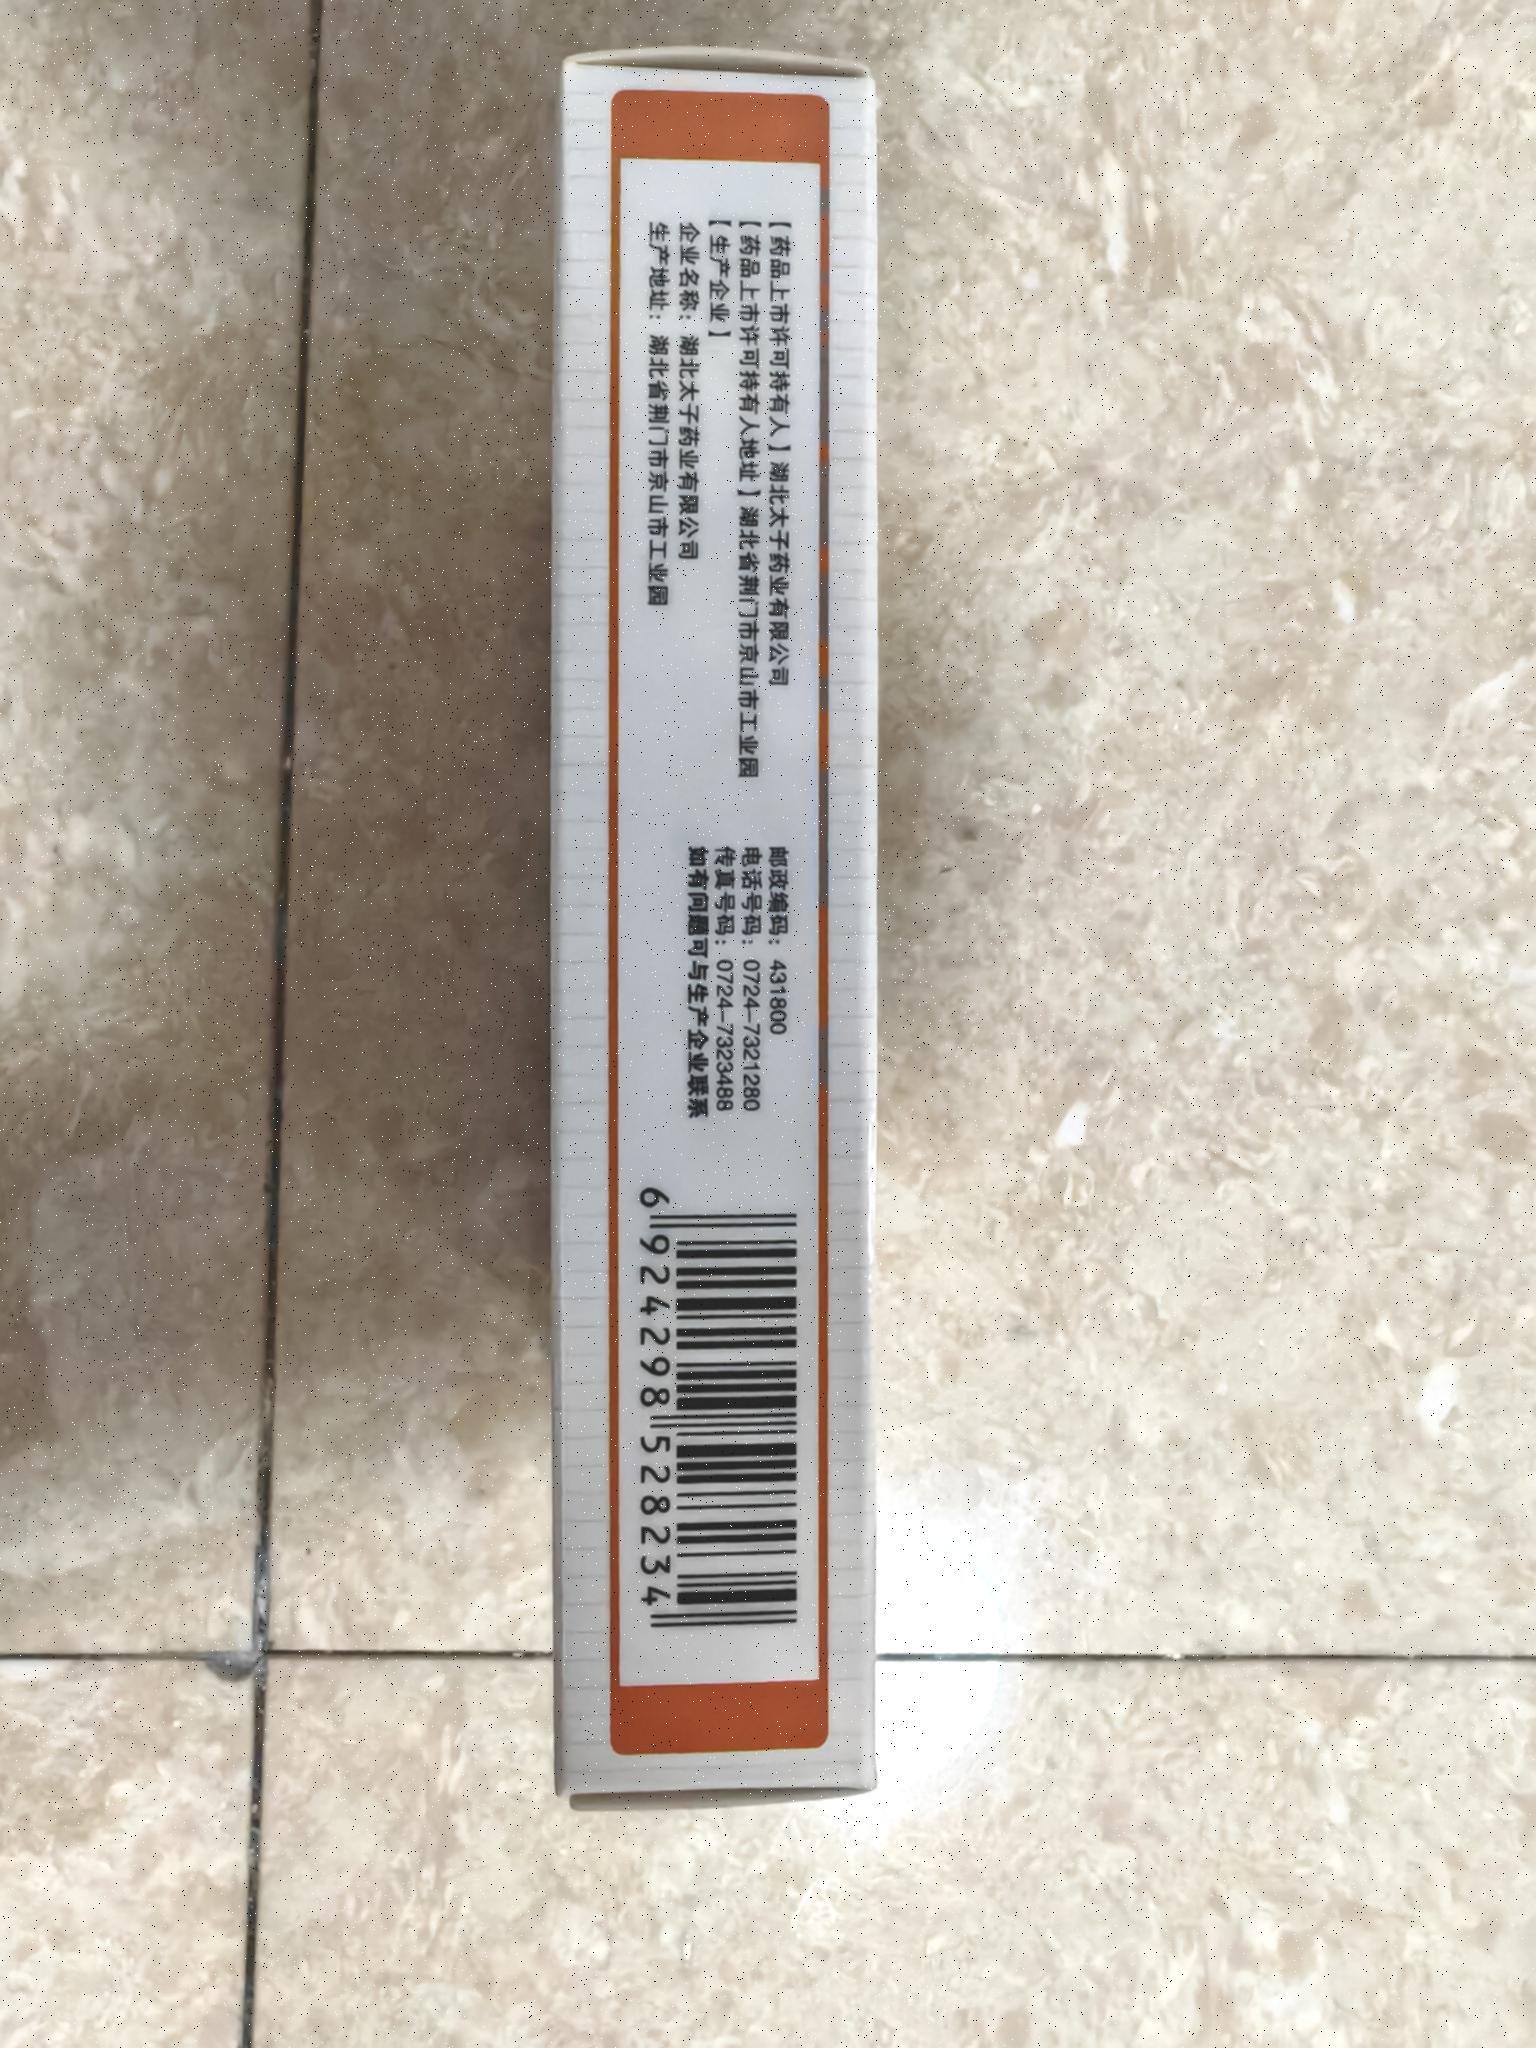 【药品上市许可持有人】湖北太子药业有限公司
【药品上市许可持有人地址】湖北省荆门市京山市工业园
【生产企业】
企业名称：湖北太子药业有限公司
生产地址：湖北省荆门市京山市工业园
邮政编码：431800
电话号码：0724-7321280
传真号码：0724-7323488
如有问题可与生产企业联系
6 924298 528234